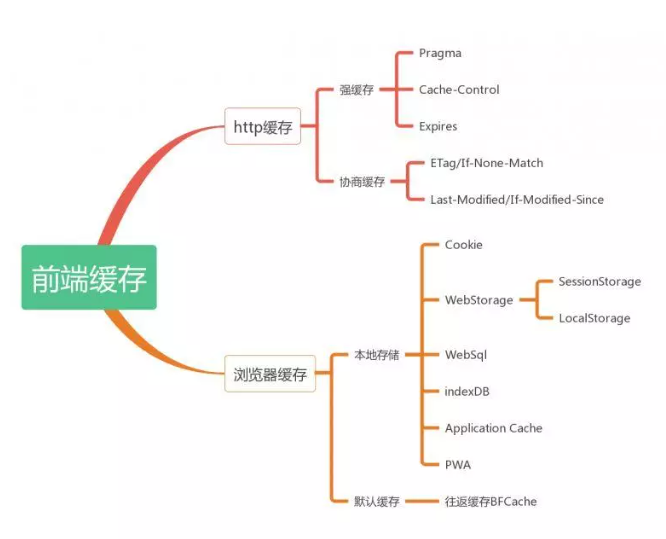 前端缓存
http缓存
强缓存
Pragma
Cache-Control
Expires
协商缓存
ETag/If-None-Match
Last-Modified/If-Modified-Since
浏览器缓存
本地存储
Cookie
WebStorage
SessionStorage
LocalStorage
WebSql
indexDB
Application Cache
PWA
默认缓存
往返缓存BFCache